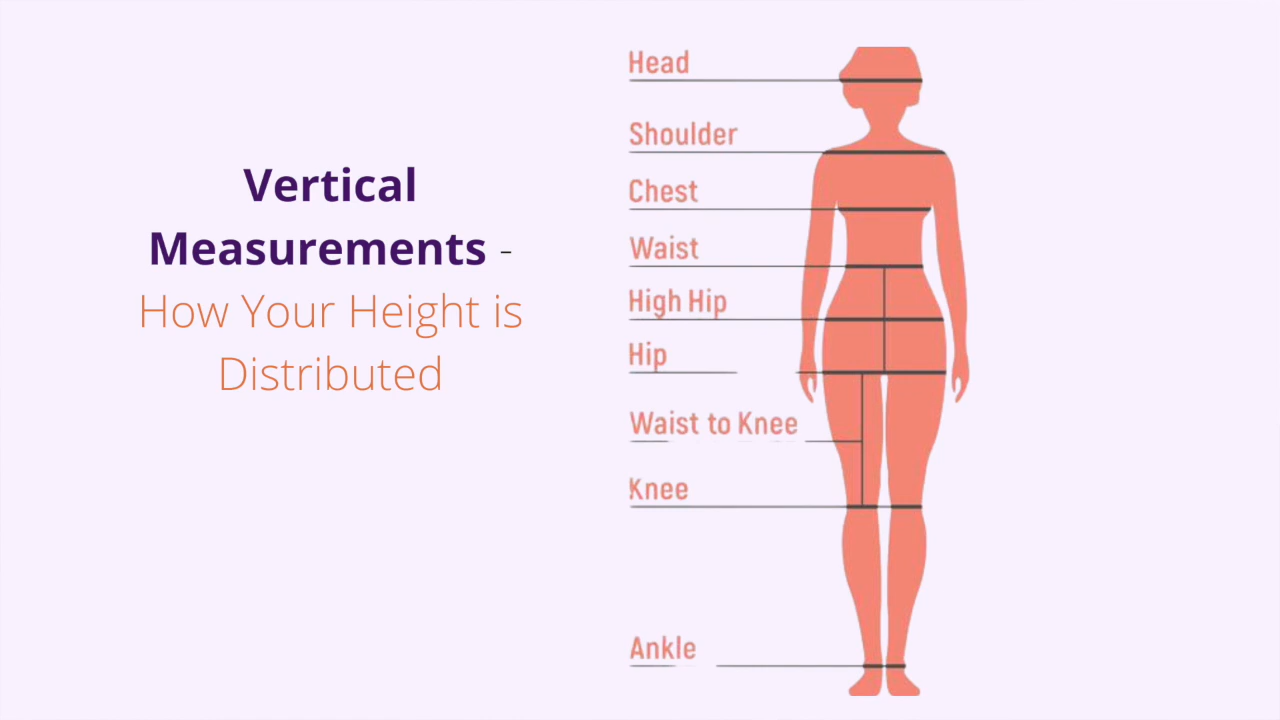 Vertical
Measurements -
How Your Height is
Distributed
Head
Shoulder
Chest
Waist
High Hip
Hip
Waist to Knee
Knee
Ankle